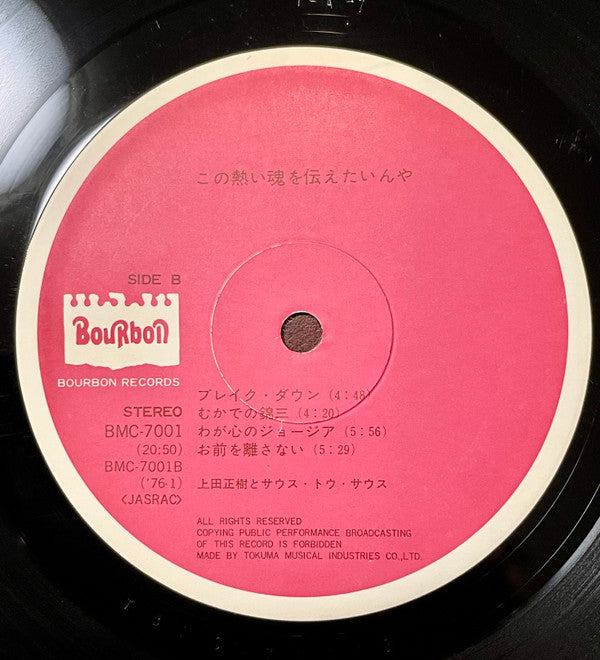 この熱い魂を伝えたいんや
SIDE B
BouRbon
BOURBON RECORDS
STEREO
BMC-7001
(20:50)
BMC-7001B
('76·1)
<JASRAC>
ブレイク・ダウン (4:48)
むかでの錦三 (4:20)
わが心のジョージア (5:56)
お前を離さない (5:29)
上田正樹とサウス・トウ・サウス
ALL RIGHTS RESERVED
COPYING PUBLIC PERFORMANCE BROADCASTING
OF THIS RECORD IS FORBIDDEN
MADE BY TOKUMA MUSICAL INDUSTRIES CO.,LTD.